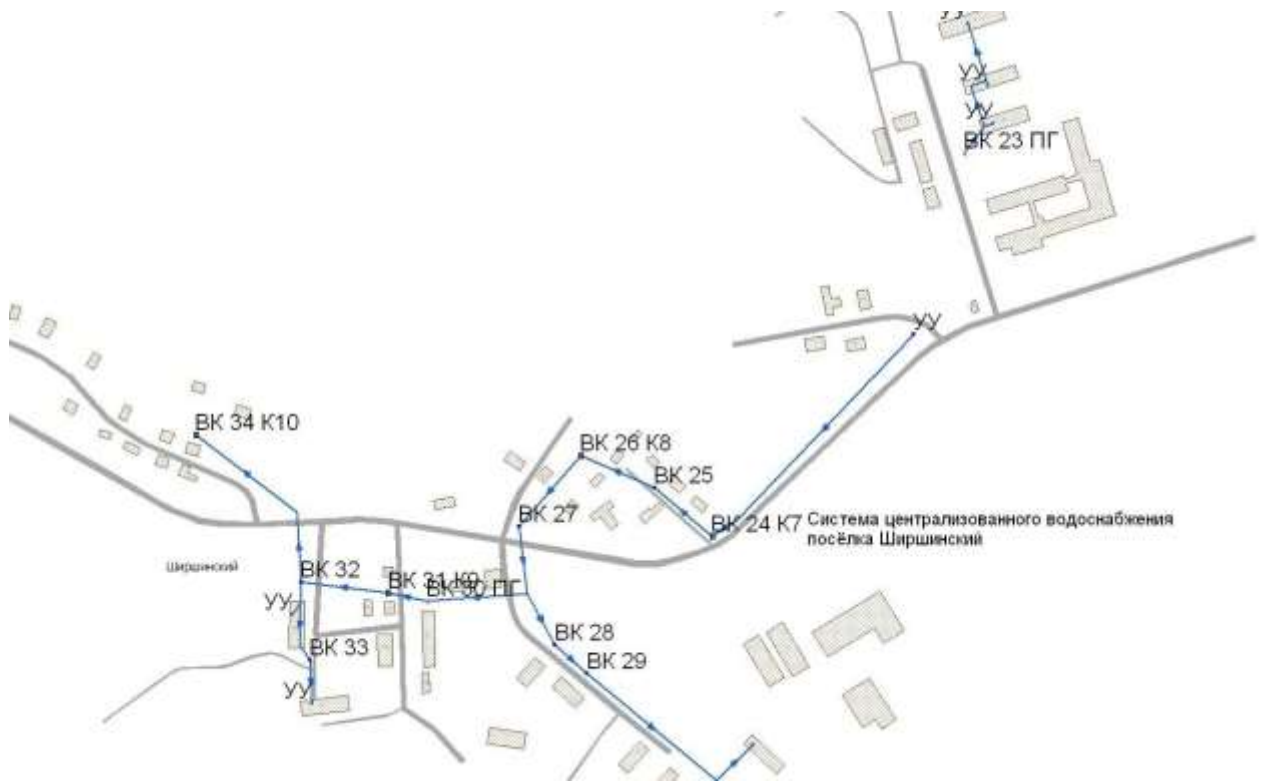 УУ
УУ
УУ
ВК 23 ПГ
УУ
ВК 34 К10
ВК 26 К8
ВК 25
ВК 27
ВК 24 К7
Система централизованного водоснабжения
посёлка Ширшинский
Ширшинский
ВК 32
ВК 31 К9
ВК 30 ПГ
УУ
ВК 28
ВК 33
ВК 29
УУ